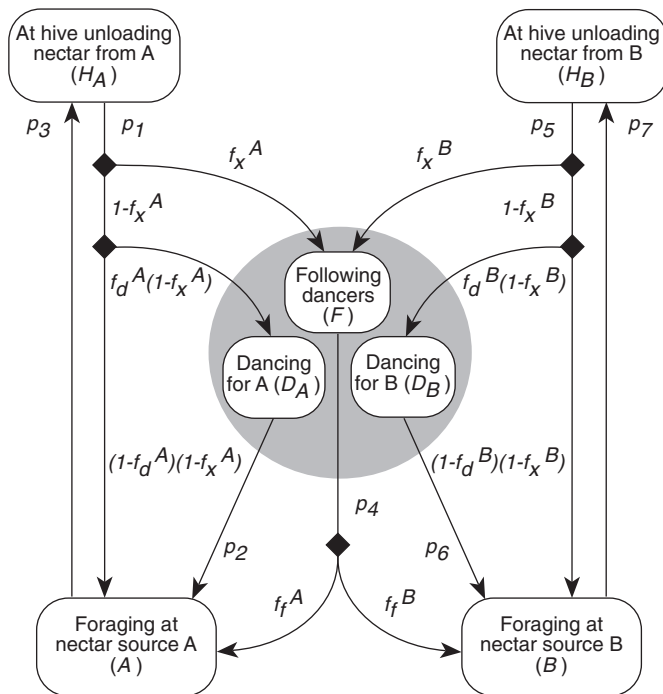 At hive unloading
nectar from A
(H_A)
At hive unloading
nectar from B
(H_B)
p_3
p_1
p_5
p_7
f_x^A
f_x^B
1-f_x^A
1-f_x^B
Following
dancers
(F)
f_d^A(1-f_x^A)
f_d^B(1-f_x^B)
Dancing
for A (D_A)
Dancing
for B (D_B)
(1-f_d^A)(1-f_x^A)
(1-f_d^B)(1-f_x^B)
p_4
p_2
p_6
f_f^A
f_f^B
Foraging at
nectar source A
(A)
Foraging at
nectar source B
(B)